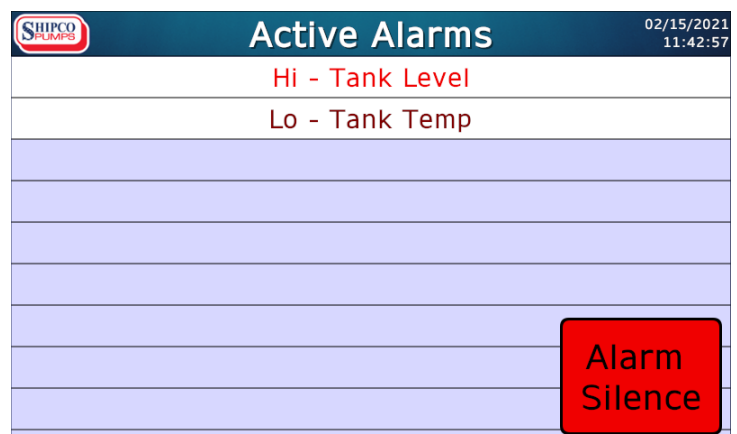 SHIPCO
PUMPS
Active Alarms
02/15/2021
11:42:57
Hi - Tank Level
Lo - Tank Temp
Alarm
Silence